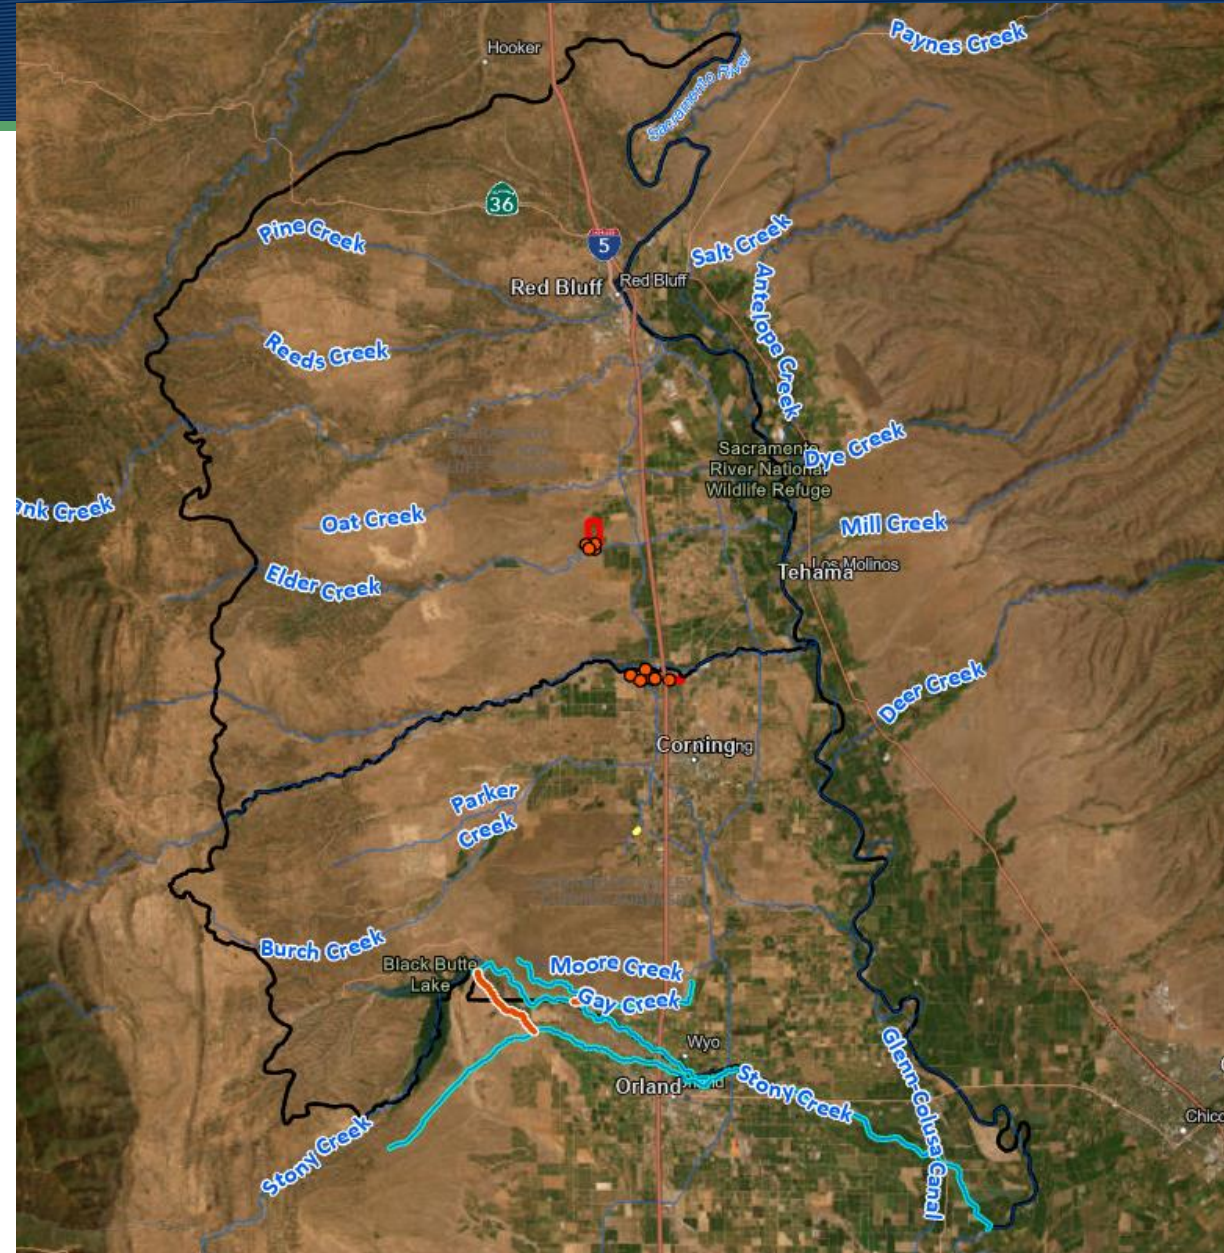 Hooker
Paynes Creek
Sacramento River
36
5
Pine Creek
Salt Creek
Red Bluff
Red Bluff
Antelope Creek
Reeds Creek
Sacramento
River National
Wildlife Refuge
Dye Creek
Creek
Oat Creek
Mill Creek
Elder Creek
Los Molinos
Tehama
Deer Creek
Corning
Parker
Creek
Burch Creek
Black Butte
Lake
Moore Creek
Gay Creek
Wyo
Orland
Stony Creek
Glenn-Colusa Canal
Stony Creek